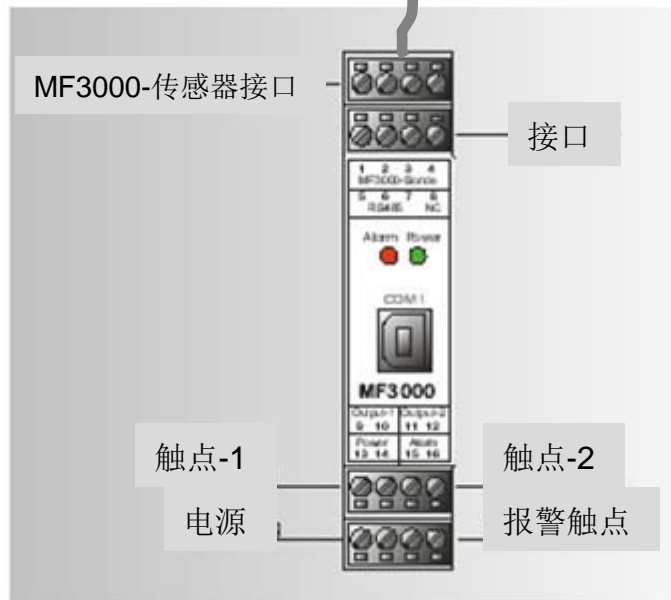 MF3000-传感器接口
接口
1 2 3 4
MF3000-Sonde
5 6 7 8
RS485 NC
Alarm Power
COM 1
MF3000
Output-1 Output-2
9 10 11 12
Power Alarm
13 14 15 16
触点-1
触点-2
电源
报警触点